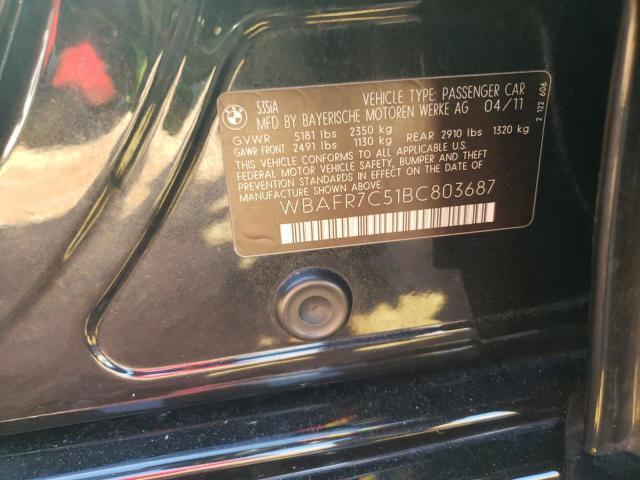 BMW
535iA
VEHICLE TYPE: PASSENGER CAR
MFD BY BAYERISCHE MOTOREN WERKE AG 04/11
GVWR 5181 lbs 2350 kg
GAWR FRONT 2491 lbs 1130 kg REAR 2910 lbs 1320 kg
THIS VEHICLE CONFORMS TO ALL APPLICABLE U.S.
FEDERAL MOTOR VEHICLE SAFETY, BUMPER AND THEFT
PREVENTION STANDARDS IN EFFECT ON THE DATE OF
MANUFACTURE SHOWN ABOVE.
WBAFR7C51BC803687
2 122 606